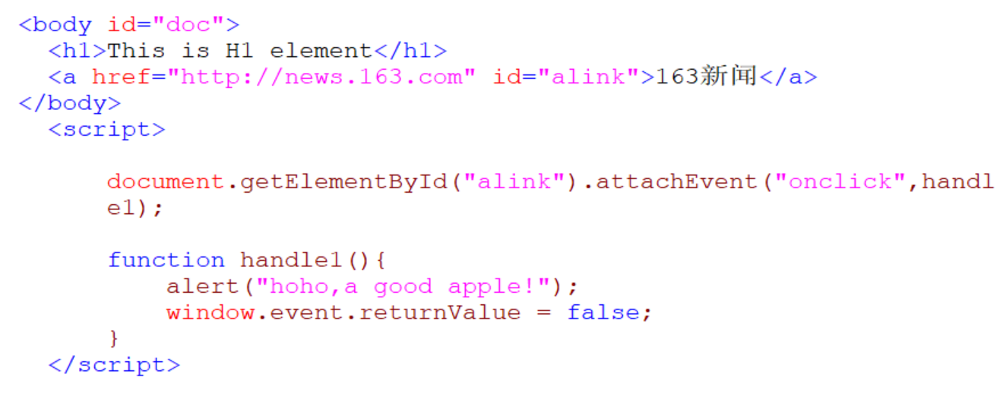 <body id="doc">
<h1>This is H1 element</h1>
<a href="http://news.163.com" id="alink">163新闻</a>
</body>
<script>
document.getElementById("alink").attachEvent("onclick",handl
e1);
function handle1(){
alert("hoho,a good apple!");
window.event.returnValue = false;
}
</script>